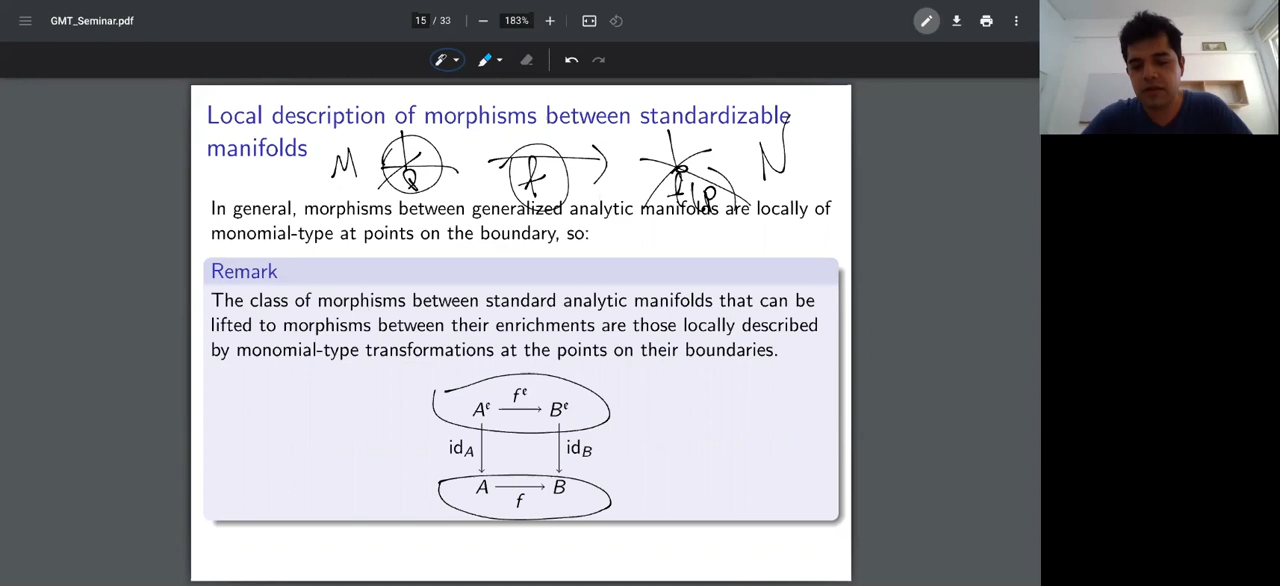 GMT_Seminar.pdf
15 / 33
183%
Local description of morphisms between standardizable
manifolds
M
p
f
f(p
N
In general, morphisms between generalized analytic manifolds are locally of
monomial-type at points on the boundary, so:
Remark
The class of morphisms between standard analytic manifolds that can be
lifted to morphisms between their enrichments are those locally described
by monomial-type transformations at the points on their boundaries.
f^e
A^e B^e
id_A id_B
A B
f